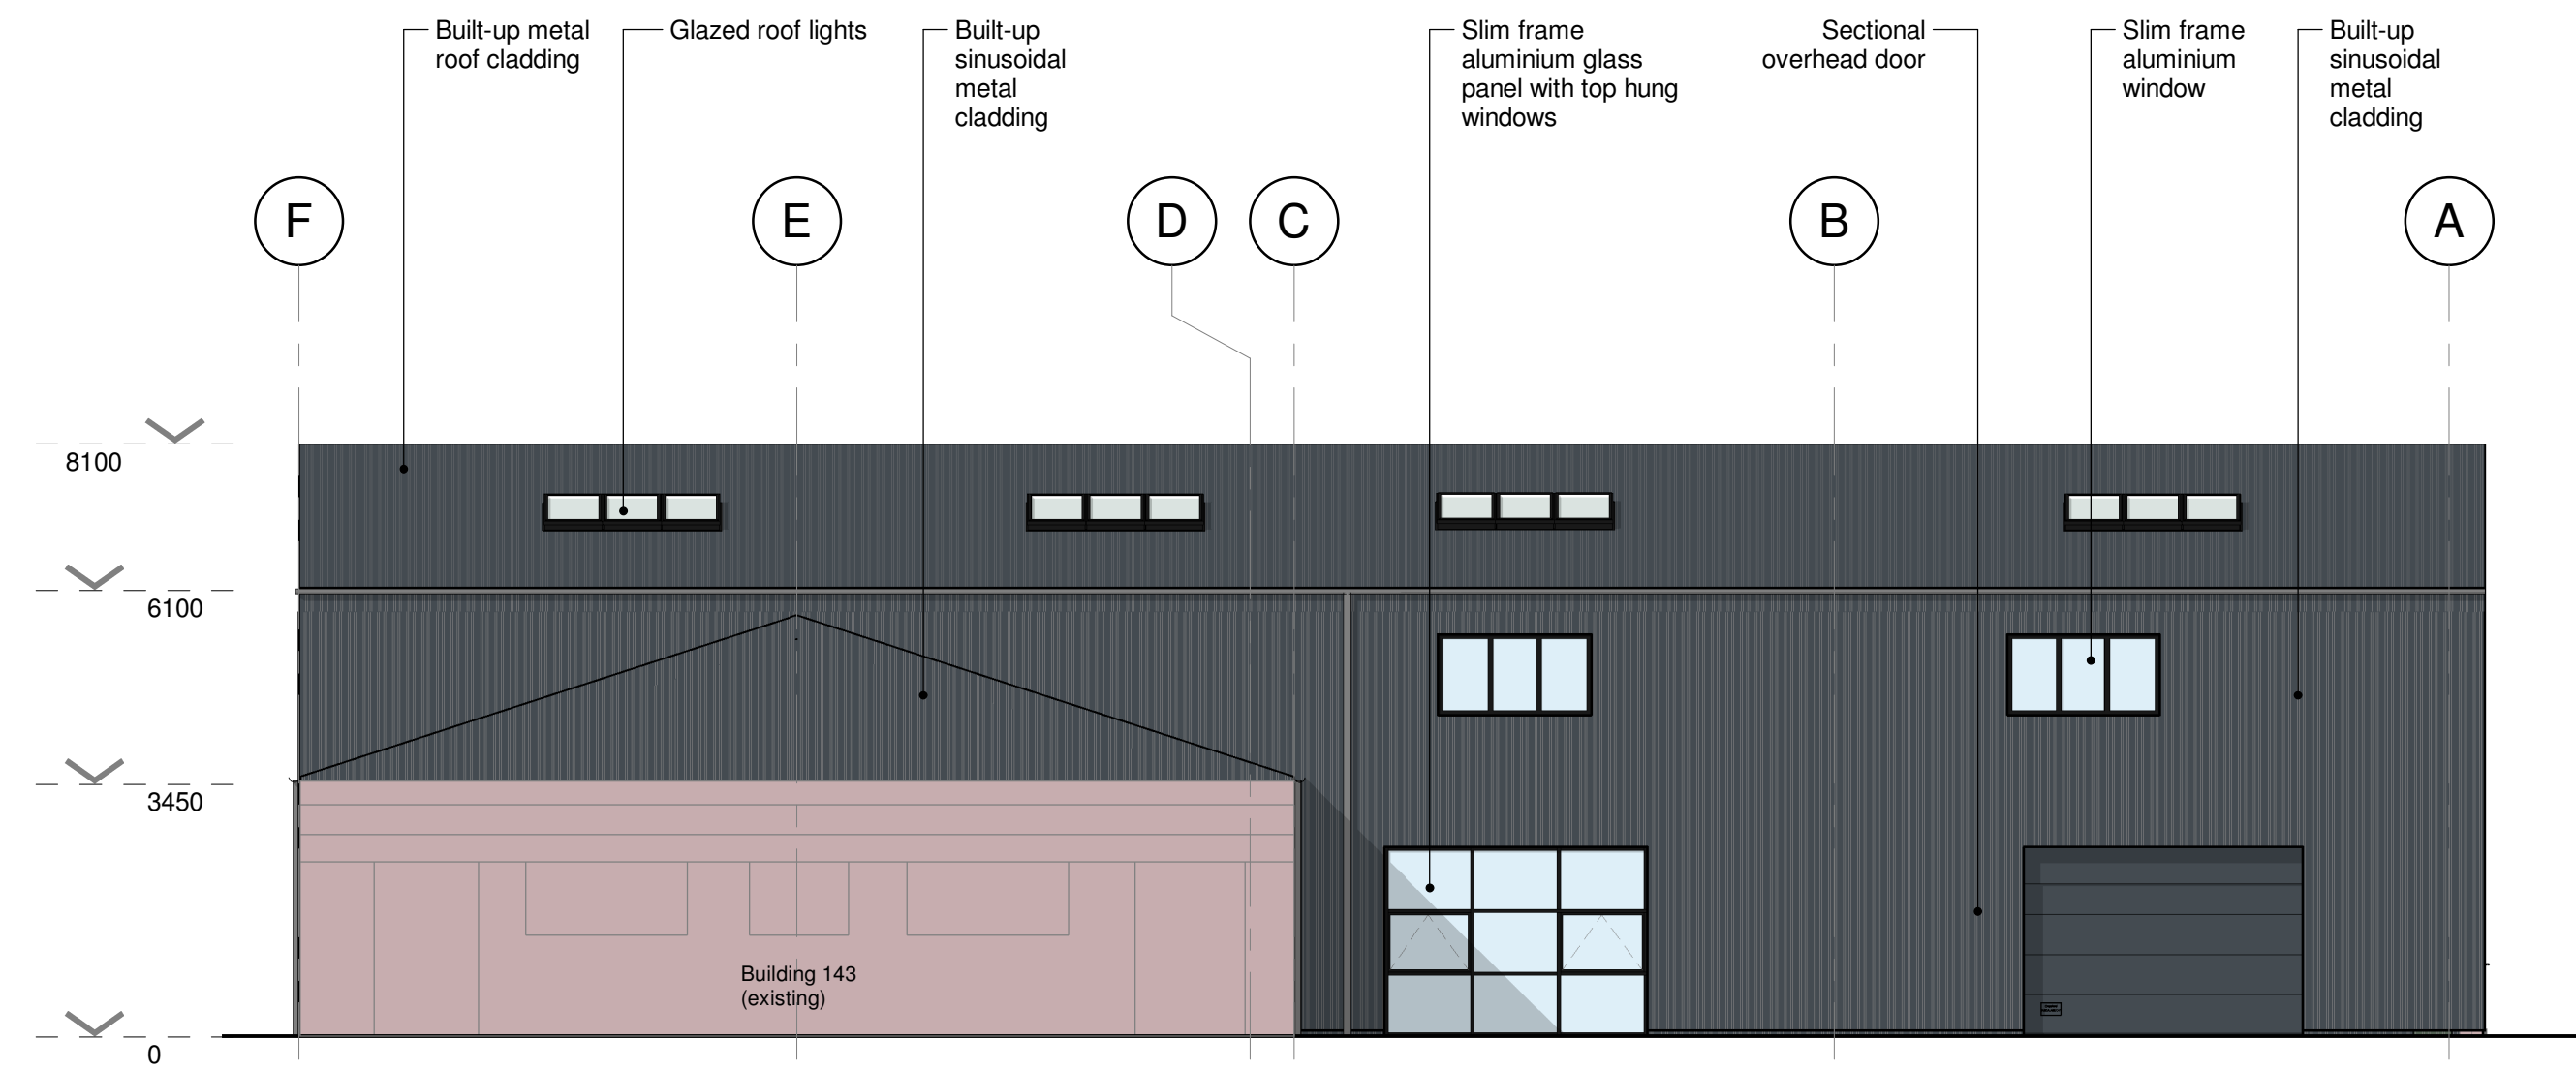 Built-up metal
roof cladding
Glazed roof lights
Built-up
sinusoidal
metal
cladding
Slim frame
aluminium glass
panel with top hung
windows
Sectional
overhead door
Slim frame
aluminium
window
Built-up
sinusoidal
metal
cladding
F
E
D
C
B
A
8100
6100
3450
0
Building 143
(existing)